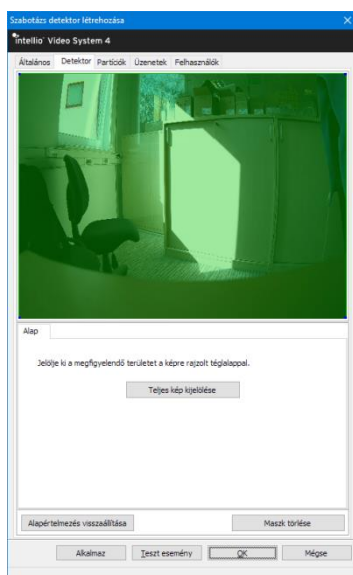 Szabotázs detektor létrehozása
intellio Video System 4
Általános Detektor Partíciók Üzenetek Felhasználók
Alap
Jelölje ki a megfigyelendő területet a képre rajzolt téglalappal.
Teljes kép kijelölése
Alapértelmezés visszaállítása Maszk törlése
Alkalmaz Teszt esemény OK Mégse